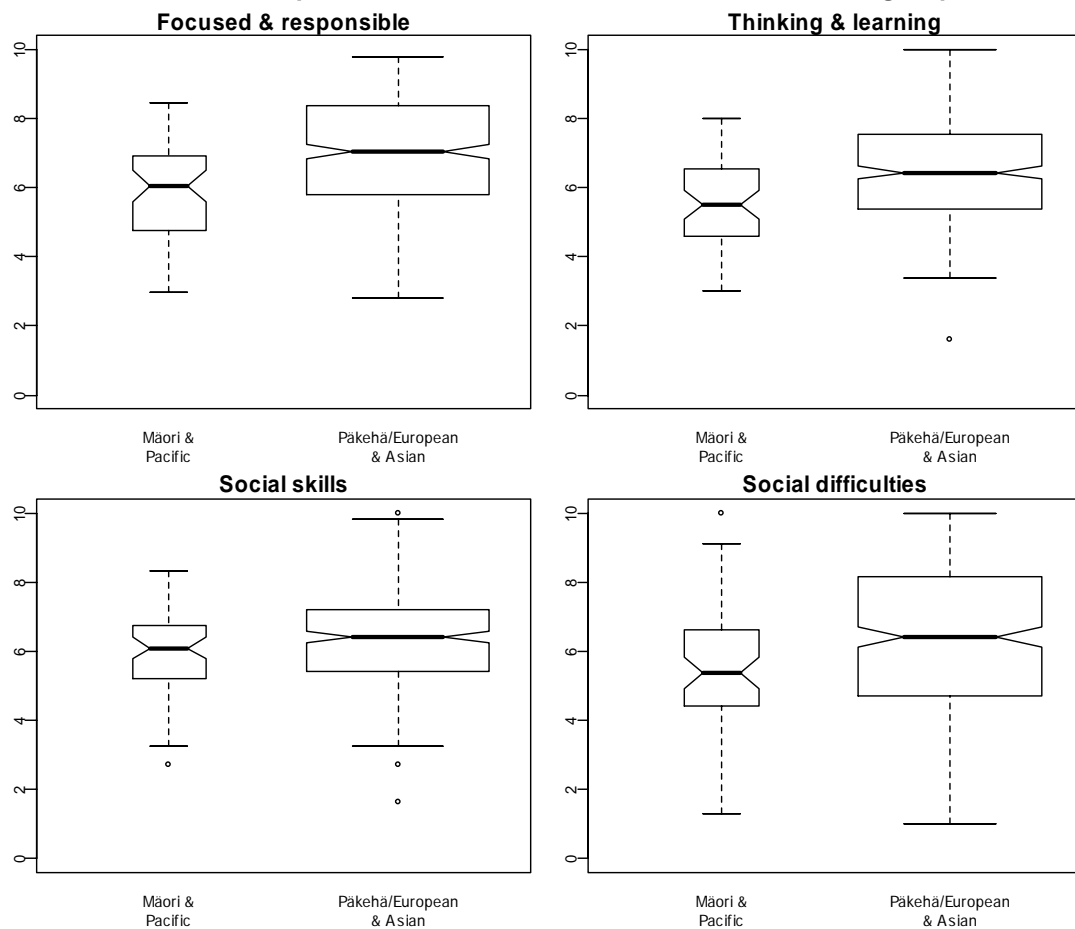 Focused & responsible
10
8
6
4
2
0
Mäori &
Pacific
Päkehä/European
& Asian
Thinking & learning
10
8
6
4
2
0
Mäori &
Pacific
Päkehä/European
& Asian
Social skills
10
8
6
4
2
0
Mäori &
Pacific
Päkehä/European
& Asian
Social difficulties
10
8
6
4
2
0
Mäori &
Pacific
Päkehä/European
& Asian